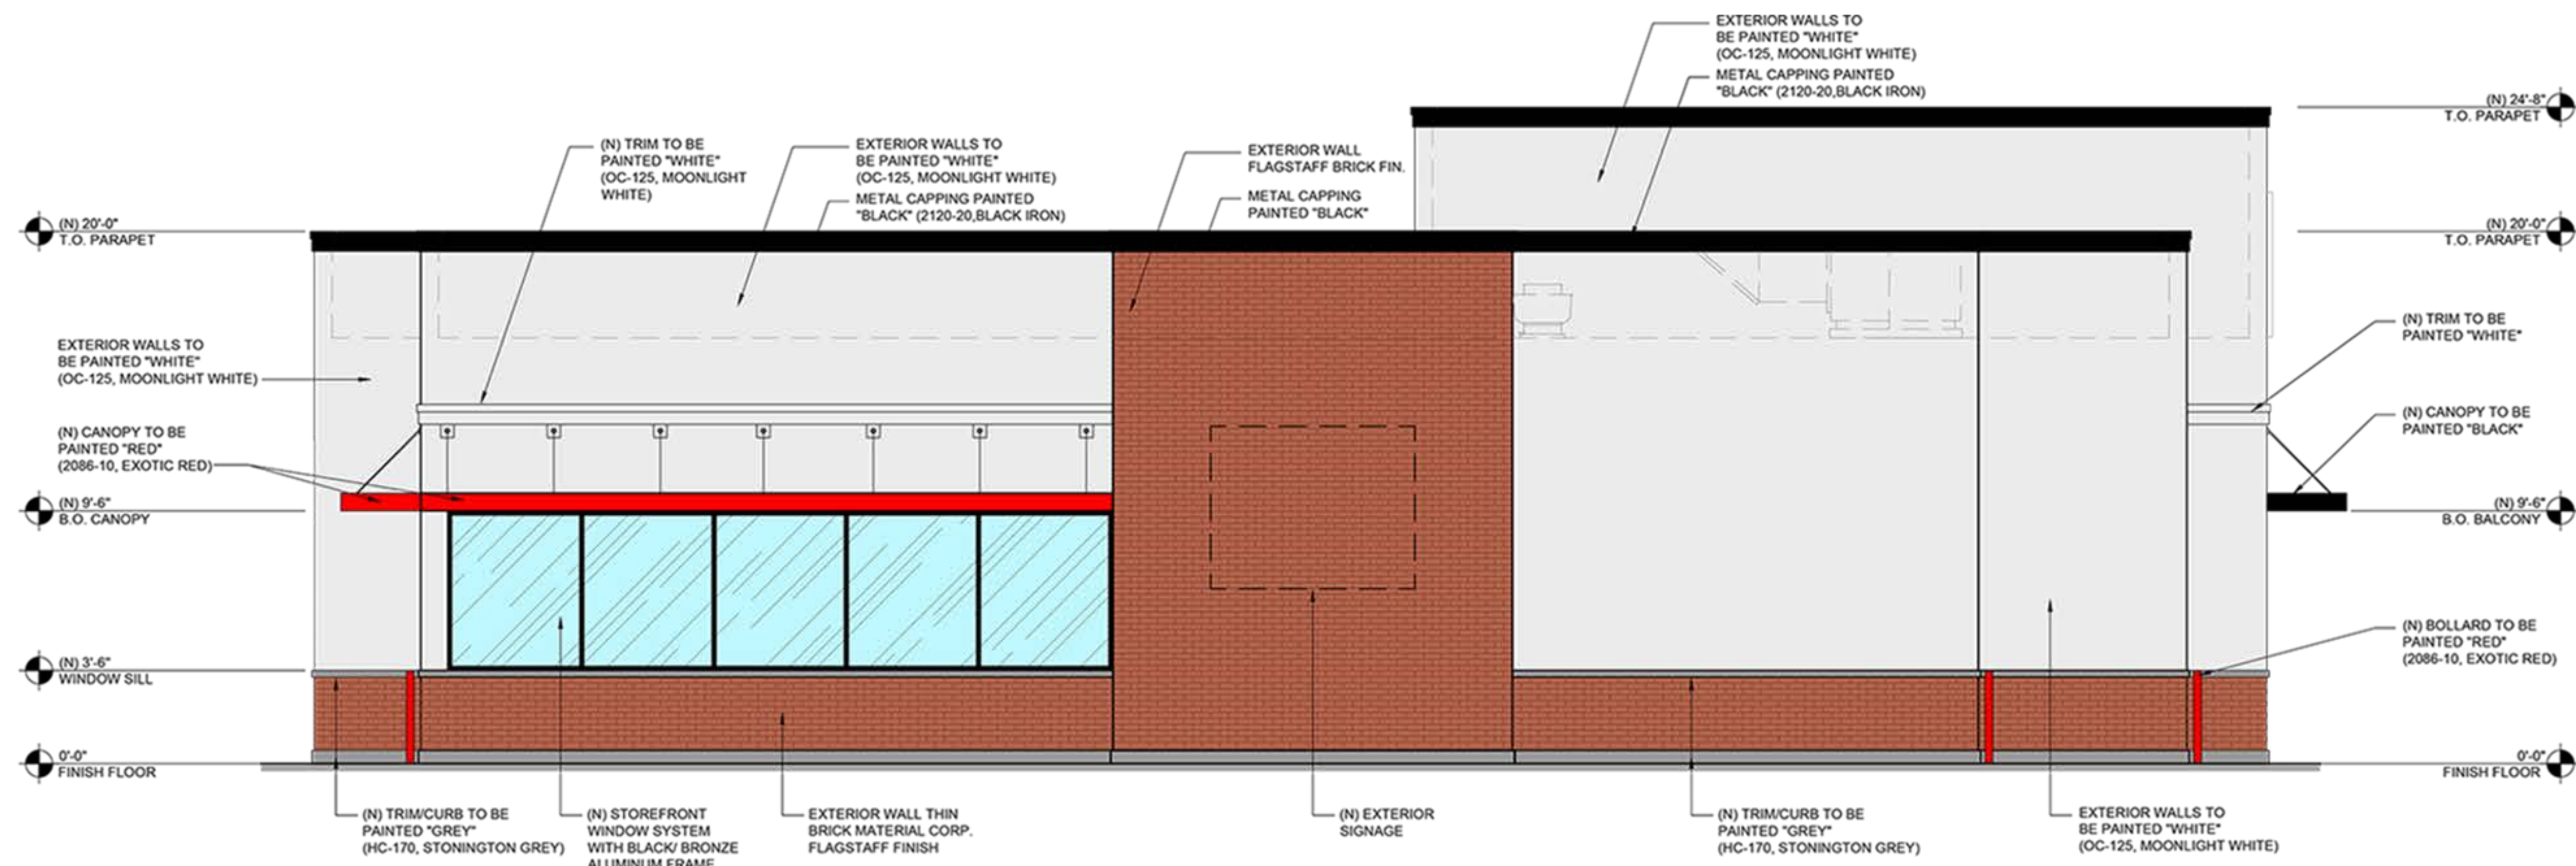 EXTERIOR WALLS TO
BE PAINTED "WHITE"
(OC-125, MOONLIGHT WHITE)
METAL CAPPING PAINTED
"BLACK" (2120-20,BLACK IRON)
(N) 24'-8"
T.O. PARAPET
(N) TRIM TO BE
PAINTED "WHITE"
(OC-125, MOONLIGHT
WHITE)
EXTERIOR WALLS TO
BE PAINTED "WHITE"
(OC-125, MOONLIGHT WHITE)
METAL CAPPING PAINTED
"BLACK" (2120-20,BLACK IRON)
EXTERIOR WALL
FLAGSTAFF BRICK FIN.
METAL CAPPING
PAINTED "BLACK"
(N) 20'-0"
T.O. PARAPET
(N) 20'-0"
T.O. PARAPET
EXTERIOR WALLS TO
BE PAINTED "WHITE"
(OC-125, MOONLIGHT WHITE)
(N) TRIM TO BE
PAINTED "WHITE"
(N) CANOPY TO BE
PAINTED "RED"
(2086-10, EXOTIC RED)
(N) CANOPY TO BE
PAINTED "BLACK"
(N) 9'-6"
B.O. CANOPY
(N) 9'-6"
B.O. BALCONY
(N) BOLLARD TO BE
PAINTED "RED"
(2086-10, EXOTIC RED)
(N) 3'-6"
WINDOW SILL
0'-0"
FINISH FLOOR
0'-0"
FINISH FLOOR
(N) TRIM/CURB TO BE
PAINTED "GREY"
(HC-170, STONINGTON GREY)
(N) STOREFRONT
WINDOW SYSTEM
WITH BLACK/ BRONZE
ALUMINUM FRAME
EXTERIOR WALL THIN
BRICK MATERIAL CORP.
FLAGSTAFF FINISH
(N) EXTERIOR
SIGNAGE
(N) TRIM/CURB TO BE
PAINTED "GREY"
(HC-170, STONINGTON GREY)
EXTERIOR WALLS TO
BE PAINTED "WHITE"
(OC-125, MOONLIGHT WHITE)